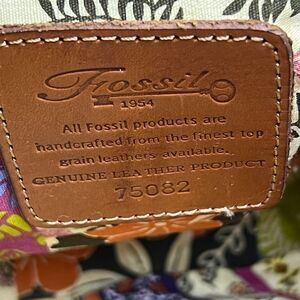 Fossil
1954
All Fossil products are
handcrafted from the finest top
grain leathers available.
GENUINE LEATHER PRODUCT
75082